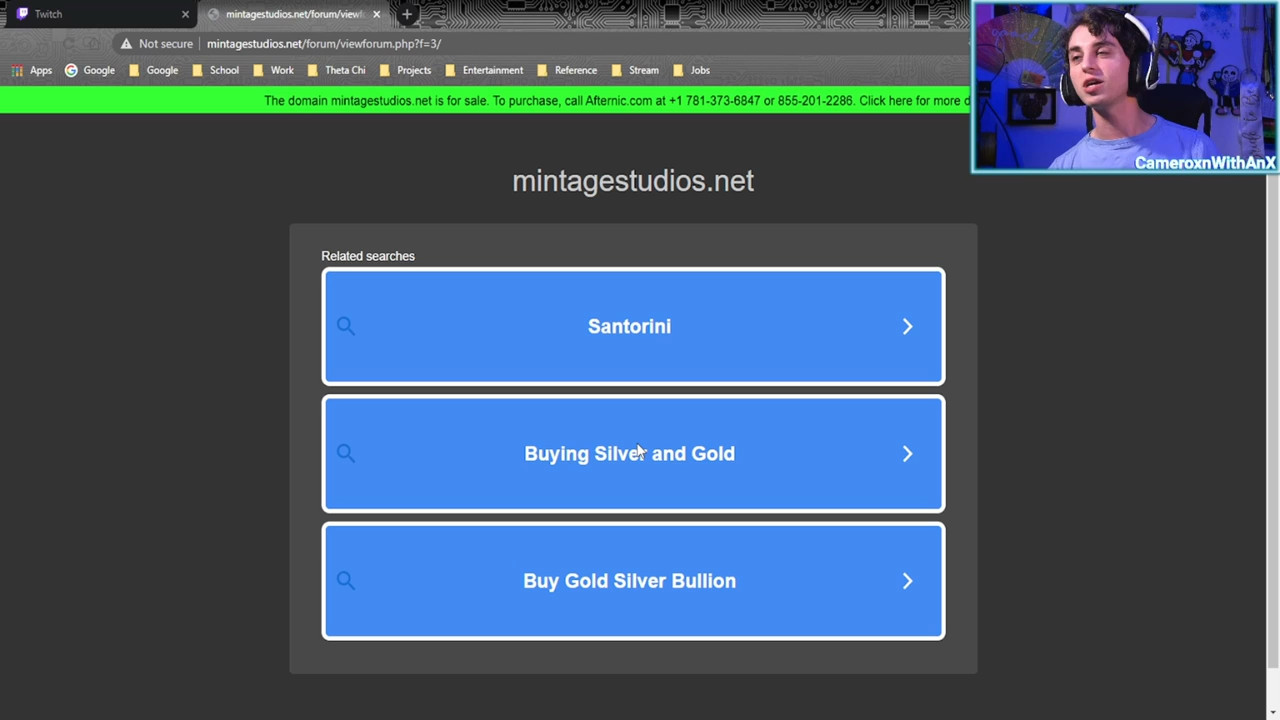 Twitch
mintagestudios.net/forum/viewf
Not secure mintagestudios.net/forum/viewforum.php?f=3/
Apps Google Google School Work Theta Chi Projects Entertainment Reference Stream Jobs
The domain mintagestudios.net is for sale. To purchase, call Afternic.com at +1 781-373-6847 or 855-201-2286. Click here for more d
CameroxnWithAnX
mintagestudios.net
Related searches
Santorini
Buying Silver and Gold
Buy Gold Silver Bullion